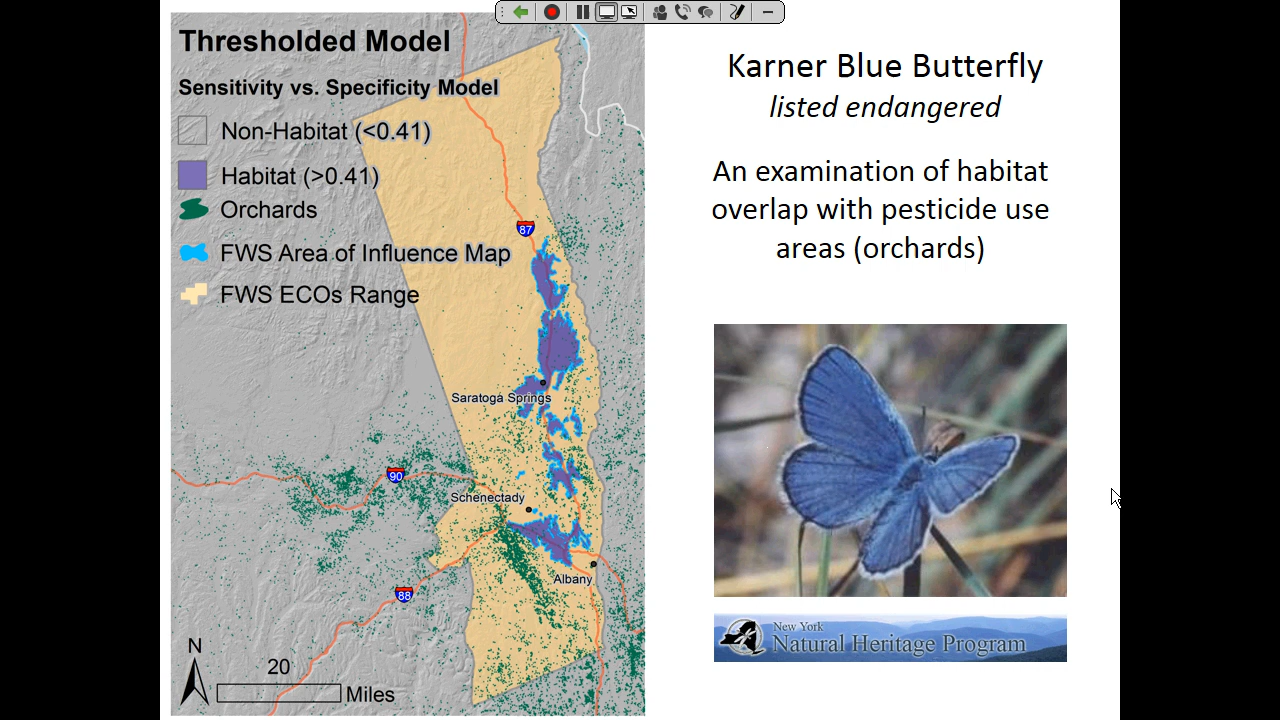 Thresholded Model
Sensitivity vs. Specificity Model
Non-Habitat (<0.41)
Habitat (>0.41)
Orchards
FWS Area of Influence Map
FWS ECOs Range
87
Saratoga Springs
90
Schenectady
Albany
88
N
20
Miles
Karner Blue Butterfly
listed endangered
An examination of habitat
overlap with pesticide use
areas (orchards)
New York
Natural Heritage Program